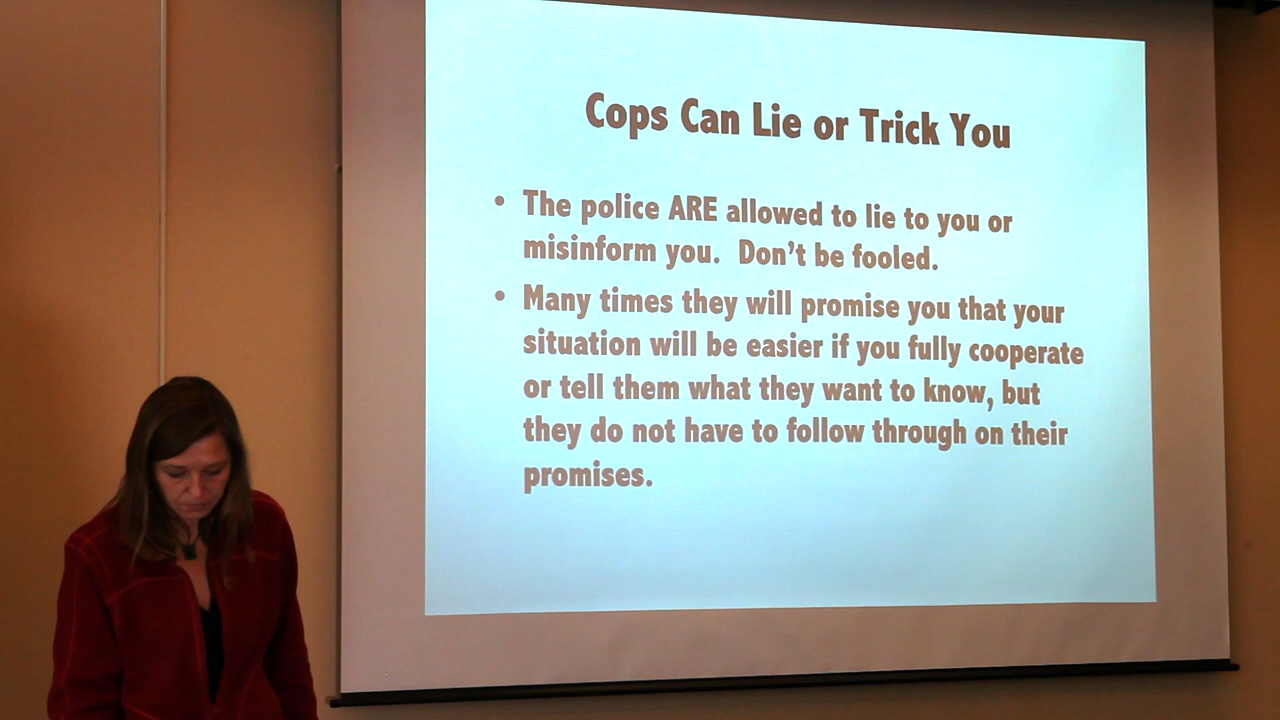 Cops Can Lie or Trick You
• The police ARE allowed to lie to you or
misinform you.  Don't be fooled.
• Many times they will promise you that your
situation will be easier if you fully cooperate
or tell them what they want to know, but
they do not have to follow through on their
promises.